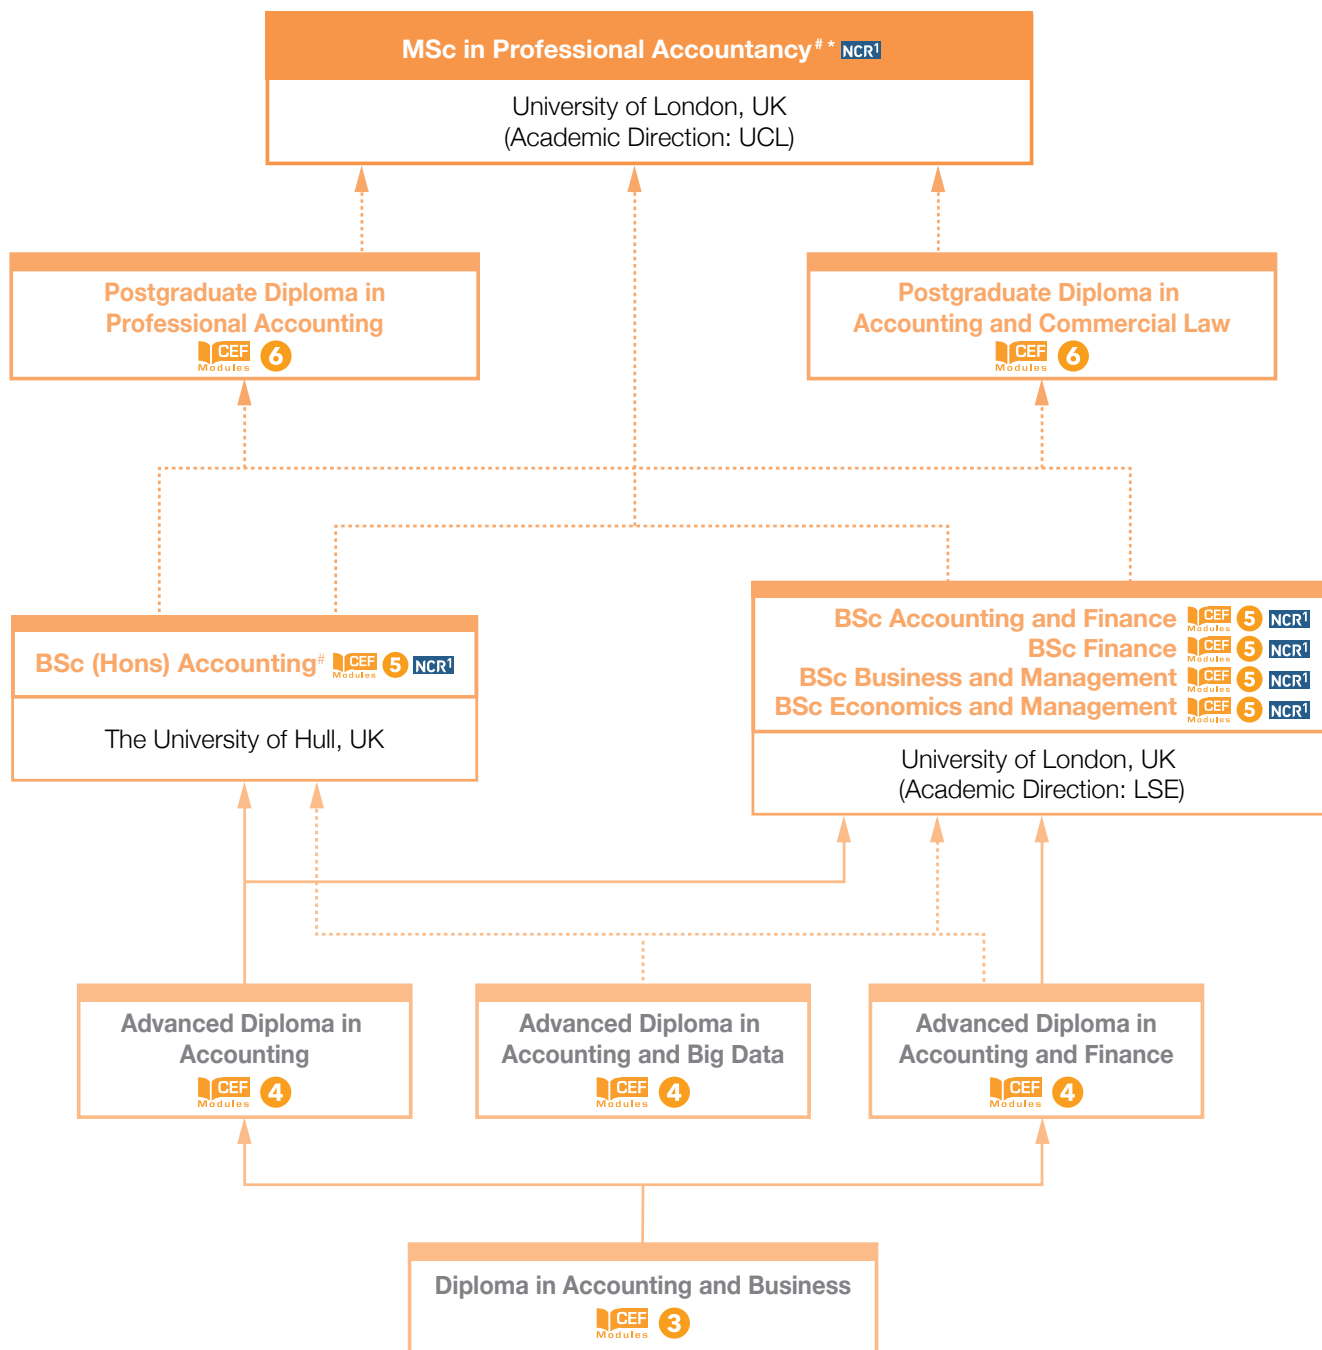 MSc in Professional Accountancy # * NCR1
University of London, UK
(Academic Direction: UCL)
Postgraduate Diploma in
Professional Accounting
CEF
Modules 6
Postgraduate Diploma in
Accounting and Commercial Law
CEF
Modules 6
BSc (Hons) Accounting# CEF Modules 5 NCR1
The University of Hull, UK
BSc Accounting and Finance CEF Modules 5 NCR1
BSc Finance CEF Modules 5 NCR1
BSc Business and Management CEF Modules 5 NCR1
BSc Economics and Management CEF Modules 5 NCR1
University of London, UK
(Academic Direction: LSE)
Advanced Diploma in
Accounting
CEF
Modules 4
Advanced Diploma in
Accounting and Big Data
CEF
Modules 4
Advanced Diploma in
Accounting and Finance
CEF
Modules 4
Diploma in Accounting and Business
CEF
Modules 3